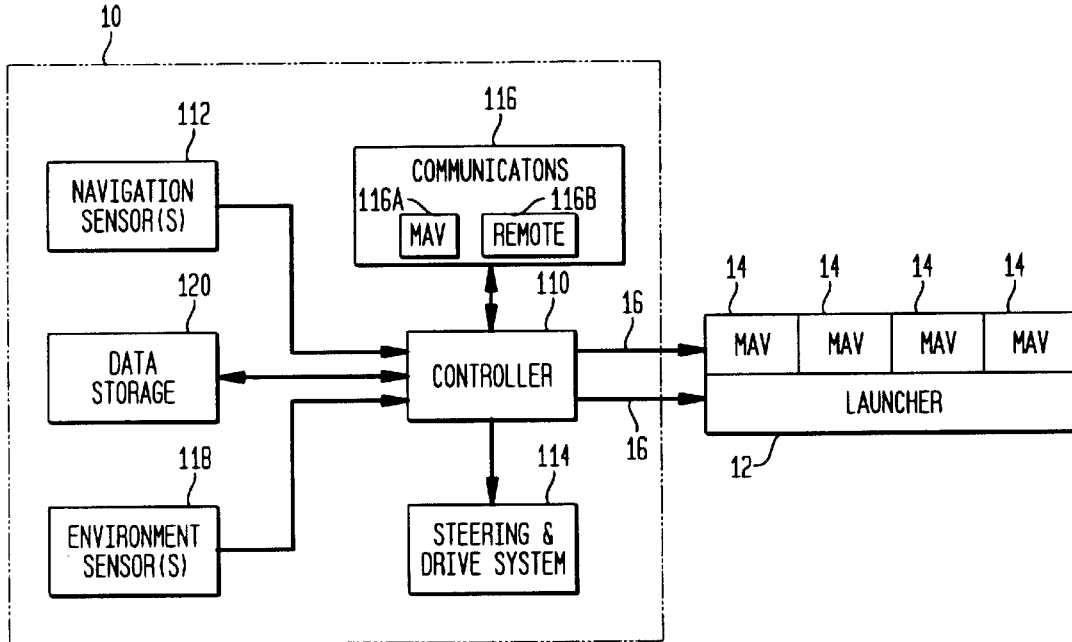 10
112
NAVIGATION
SENSOR(S)
116
COMMUNICATONS
116A
116B
MAV
REMOTE
120
DATA
STORAGE
110
CONTROLLER
16
16
14
14
14
14
MAV
MAV
MAV
MAV
LAUNCHER
12
118
ENVIRONMENT
SENSOR(S)
114
STEERING &
DRIVE SYSTEM